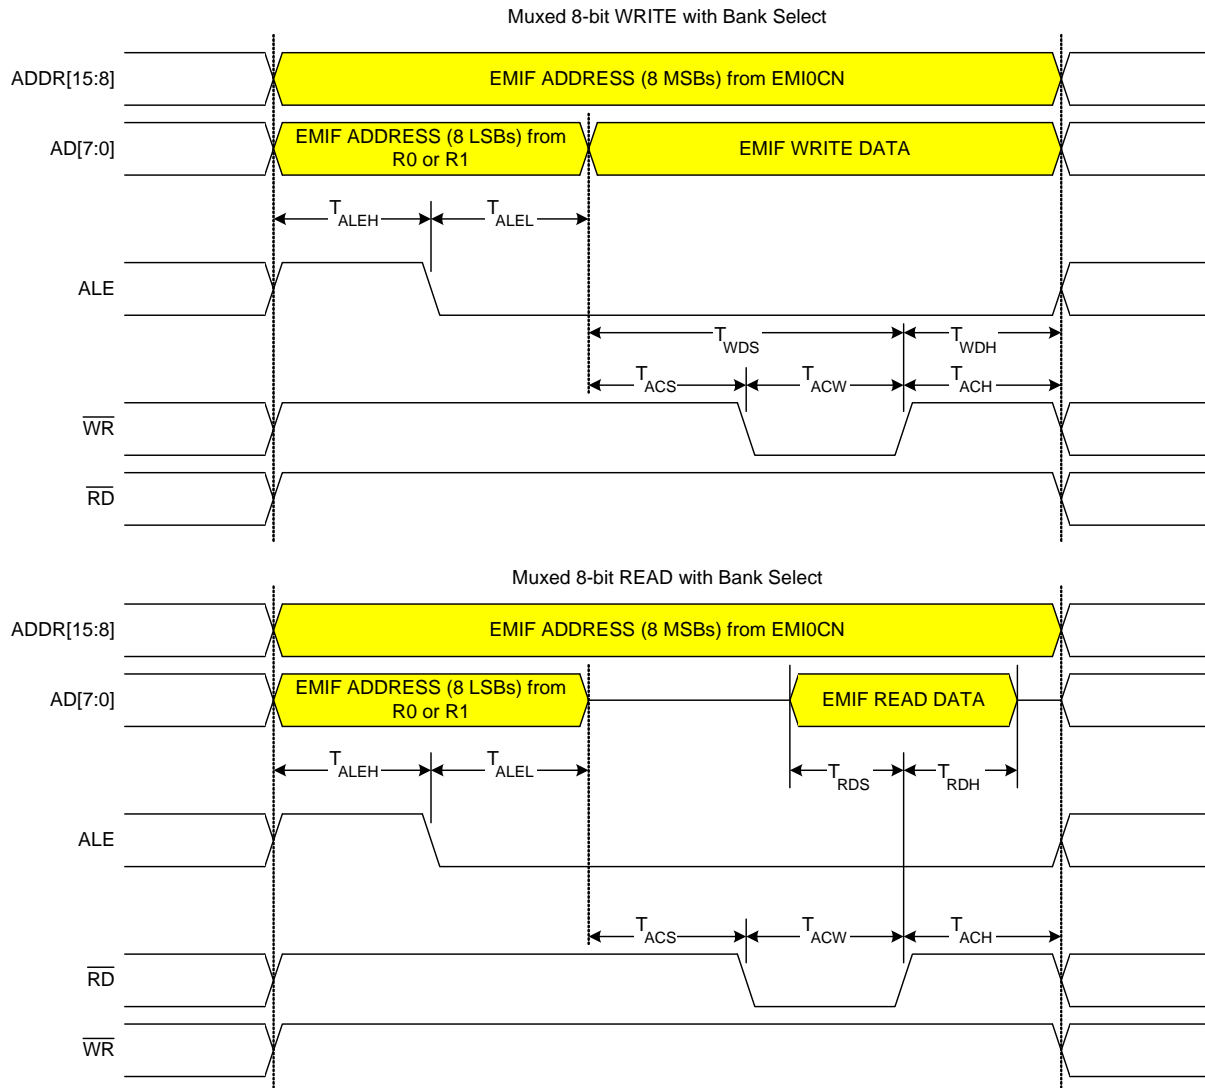 Muxed 8-bit WRITE with Bank Select
ADDR[15:8]
EMIF ADDRESS (8 MSBs) from EMI0CN
AD[7:0]
EMIF ADDRESS (8 LSBs) from
R0 or R1
EMIF WRITE DATA
TALEH
TALEL
ALE
TWDS
TWDH
TACS
TACW
TACH
WR
RD
Muxed 8-bit READ with Bank Select
ADDR[15:8]
EMIF ADDRESS (8 MSBs) from EMI0CN
AD[7:0]
EMIF ADDRESS (8 LSBs) from
R0 or R1
EMIF READ DATA
TALEH
TALEL
TRDS
TRDH
ALE
TACS
TACW
TACH
RD
WR